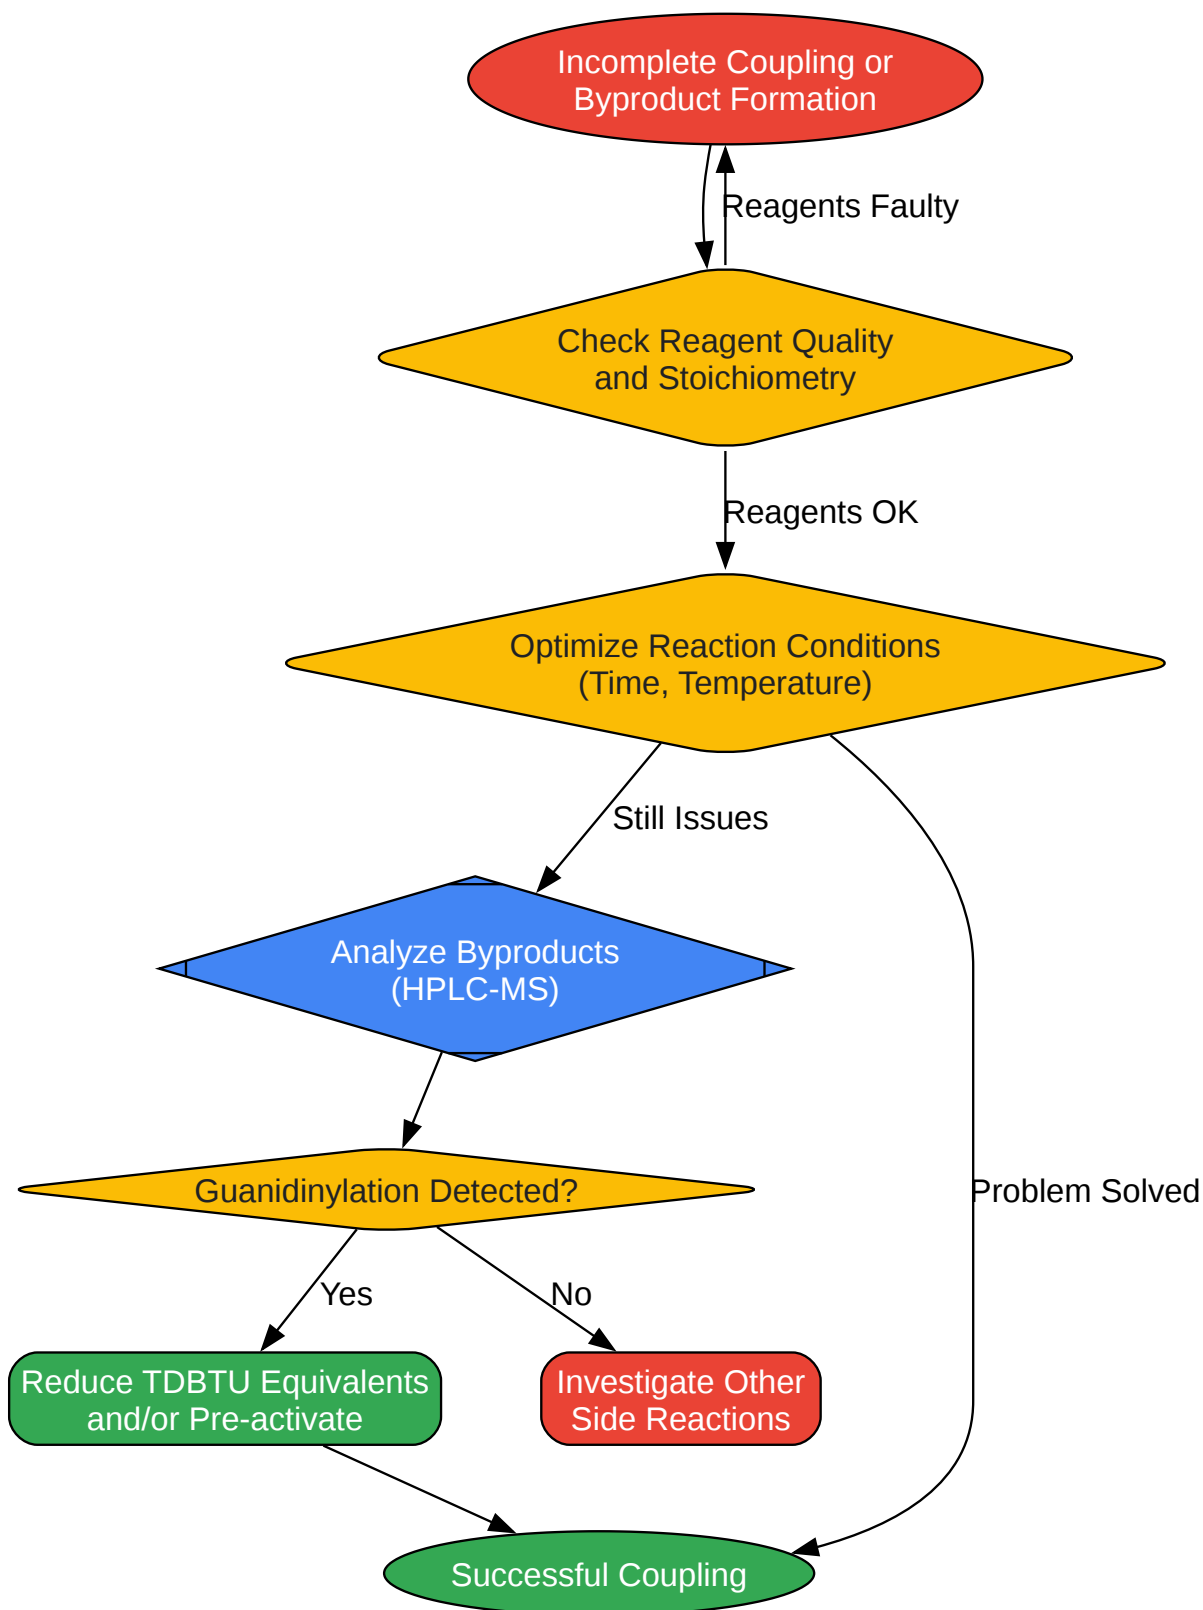 Incomplete Coupling or
Byproduct Formation
Reagents Faulty
Check Reagent Quality
and Stoichiometry
Reagents OK
Optimize Reaction Conditions
(Time, Temperature)
Still Issues
Analyze Byproducts
(HPLC-MS)
Guanidinylation Detected?
Problem Solved
Yes
No
Reduce TDBTU Equivalents
and/or Pre-activate
Investigate Other
Side Reactions
Successful Coupling